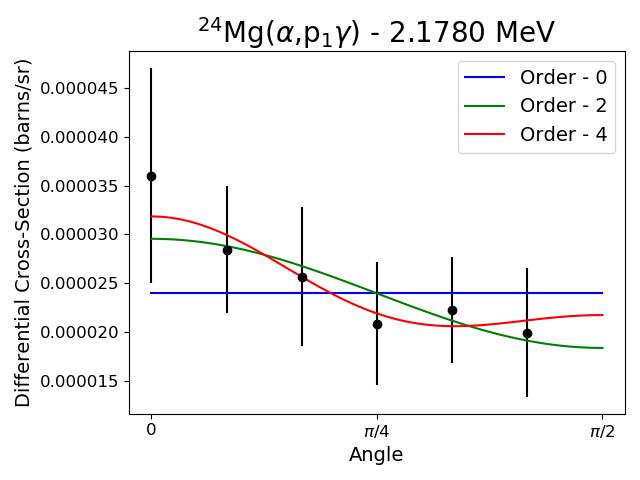 ²⁴Mg(α,p₁γ) - 2.1780 MeV
Differential Cross-Section (barns/sr)
0.000045
0.000040
0.000035
0.000030
0.000025
0.000020
0.000015
Order - 0
Order - 2
Order - 4
0
π/4
π/2
Angle